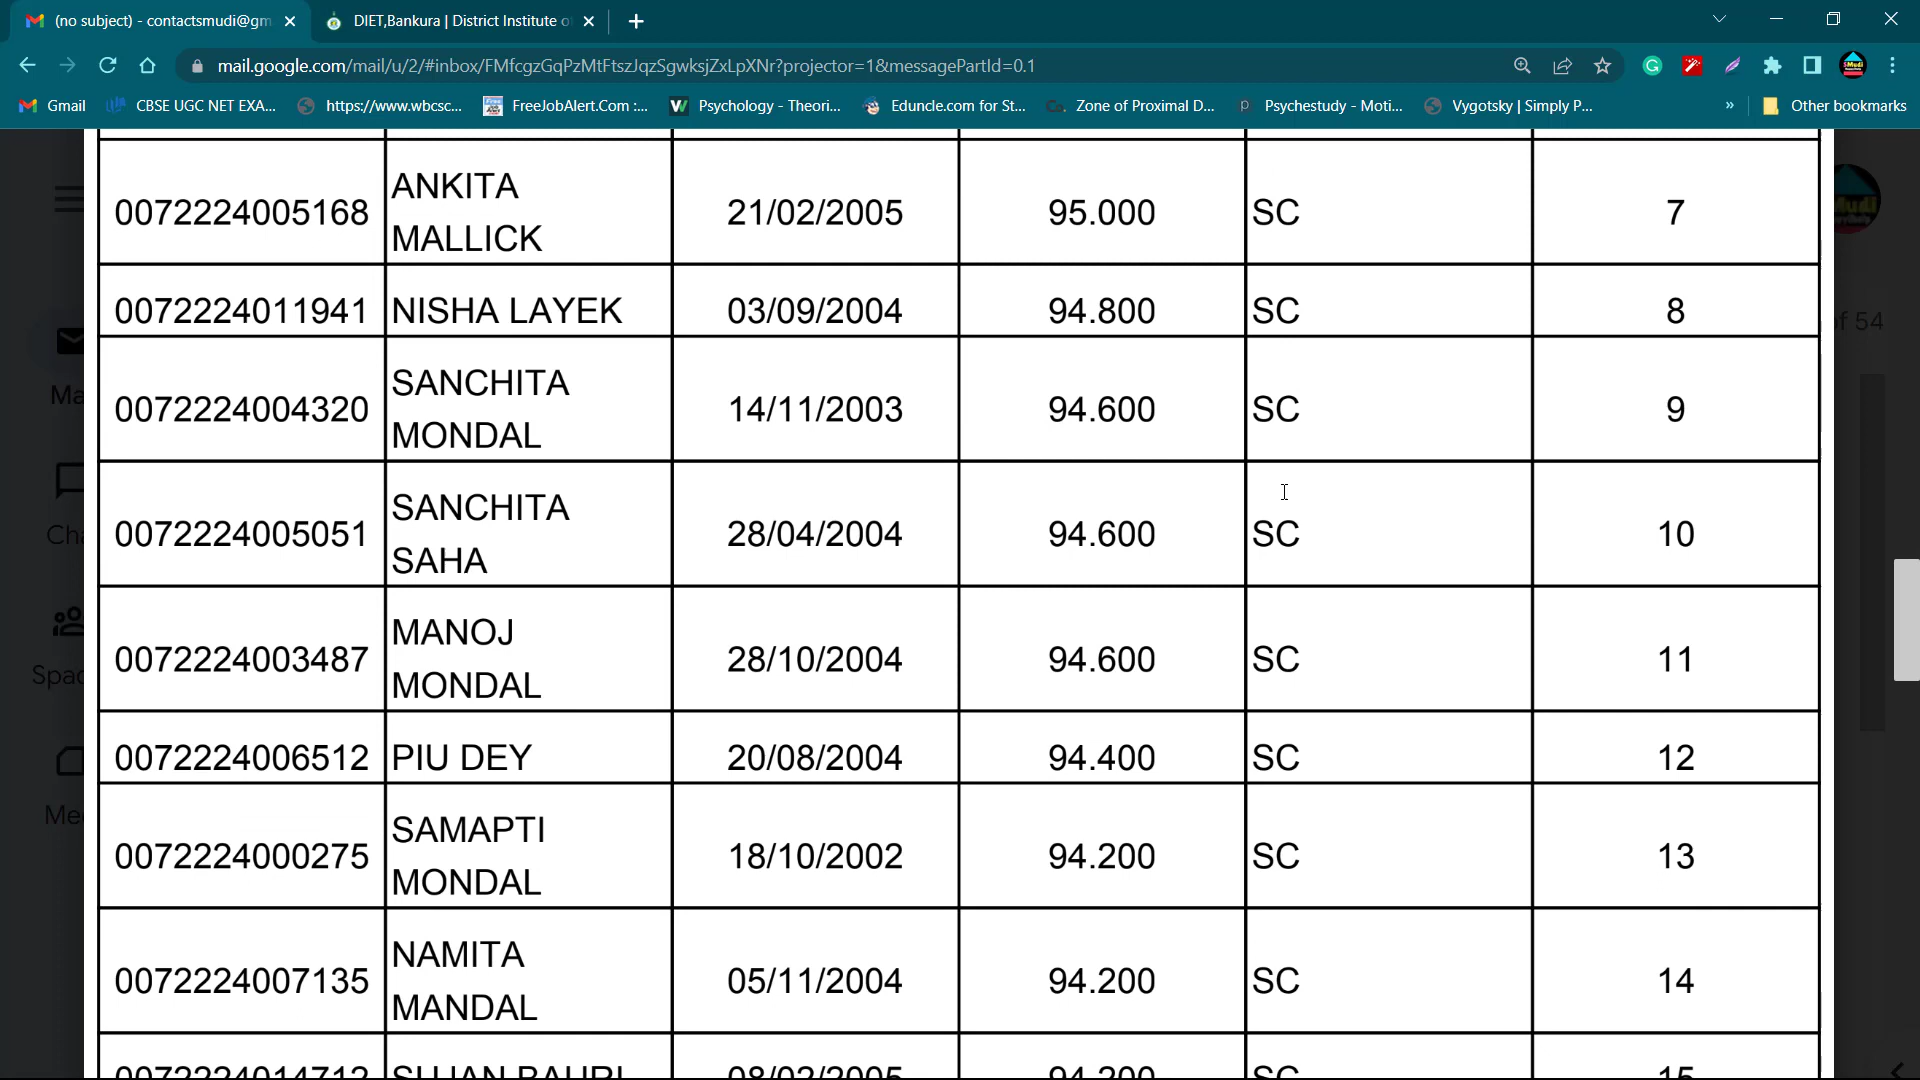 (no subject) - contactsmudi@gm
DIET,Bankura | District Institute o
mail.google.com/mail/u/2/#inbox/FMfcgzGqPzMtFtszJqzSgwksjZxLpXNr?projector=1&messagePartId=0.1
Gmail CBSE UGC NET EXA... https://www.wbcsc... FreeJobAlert.Com :... Psychology - Theori... Eduncle.com for St... Zone of Proximal D... Psychestudy - Moti... Vygotsky | Simply P... » Other bookmarks
0072224005168 ANKITA MALLICK 21/02/2005 95.000 SC 7
0072224011941 NISHA LAYEK 03/09/2004 94.800 SC 8
of 54
Ma
0072224004320 SANCHITA MONDAL 14/11/2003 94.600 SC 9
0072224005051 SANCHITA SAHA 28/04/2004 94.600 SC 10
Cha
0072224003487 MANOJ MONDAL 28/10/2004 94.600 SC 11
Spac
0072224006512 PIU DEY 20/08/2004 94.400 SC 12
Mee
0072224000275 SAMAPTI MONDAL 18/10/2002 94.200 SC 13
0072224007135 NAMITA MANDAL 05/11/2004 94.200 SC 14
0072224014712 SUJAN BAURI 08/02/2005 94.200 SC 15